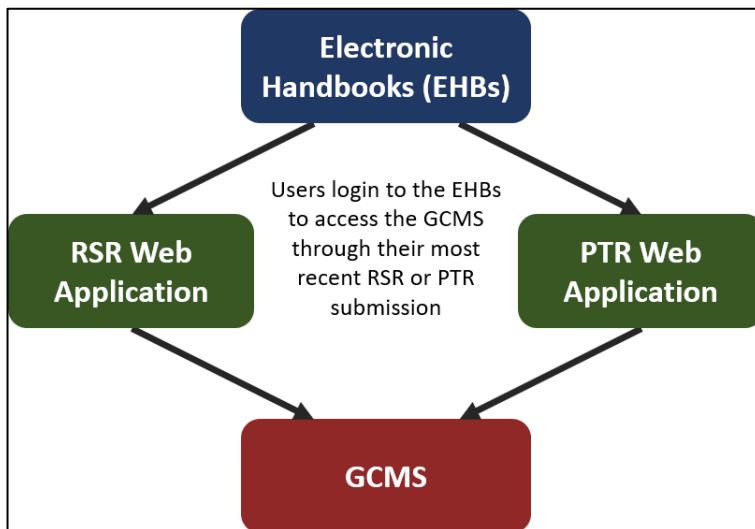 Electronic
Handbooks (EHBs)
Users login to the EHBs
to access the GCMS
through their most
recent RSR or PTR
submission
RSR Web
Application
PTR Web
Application
GCMS